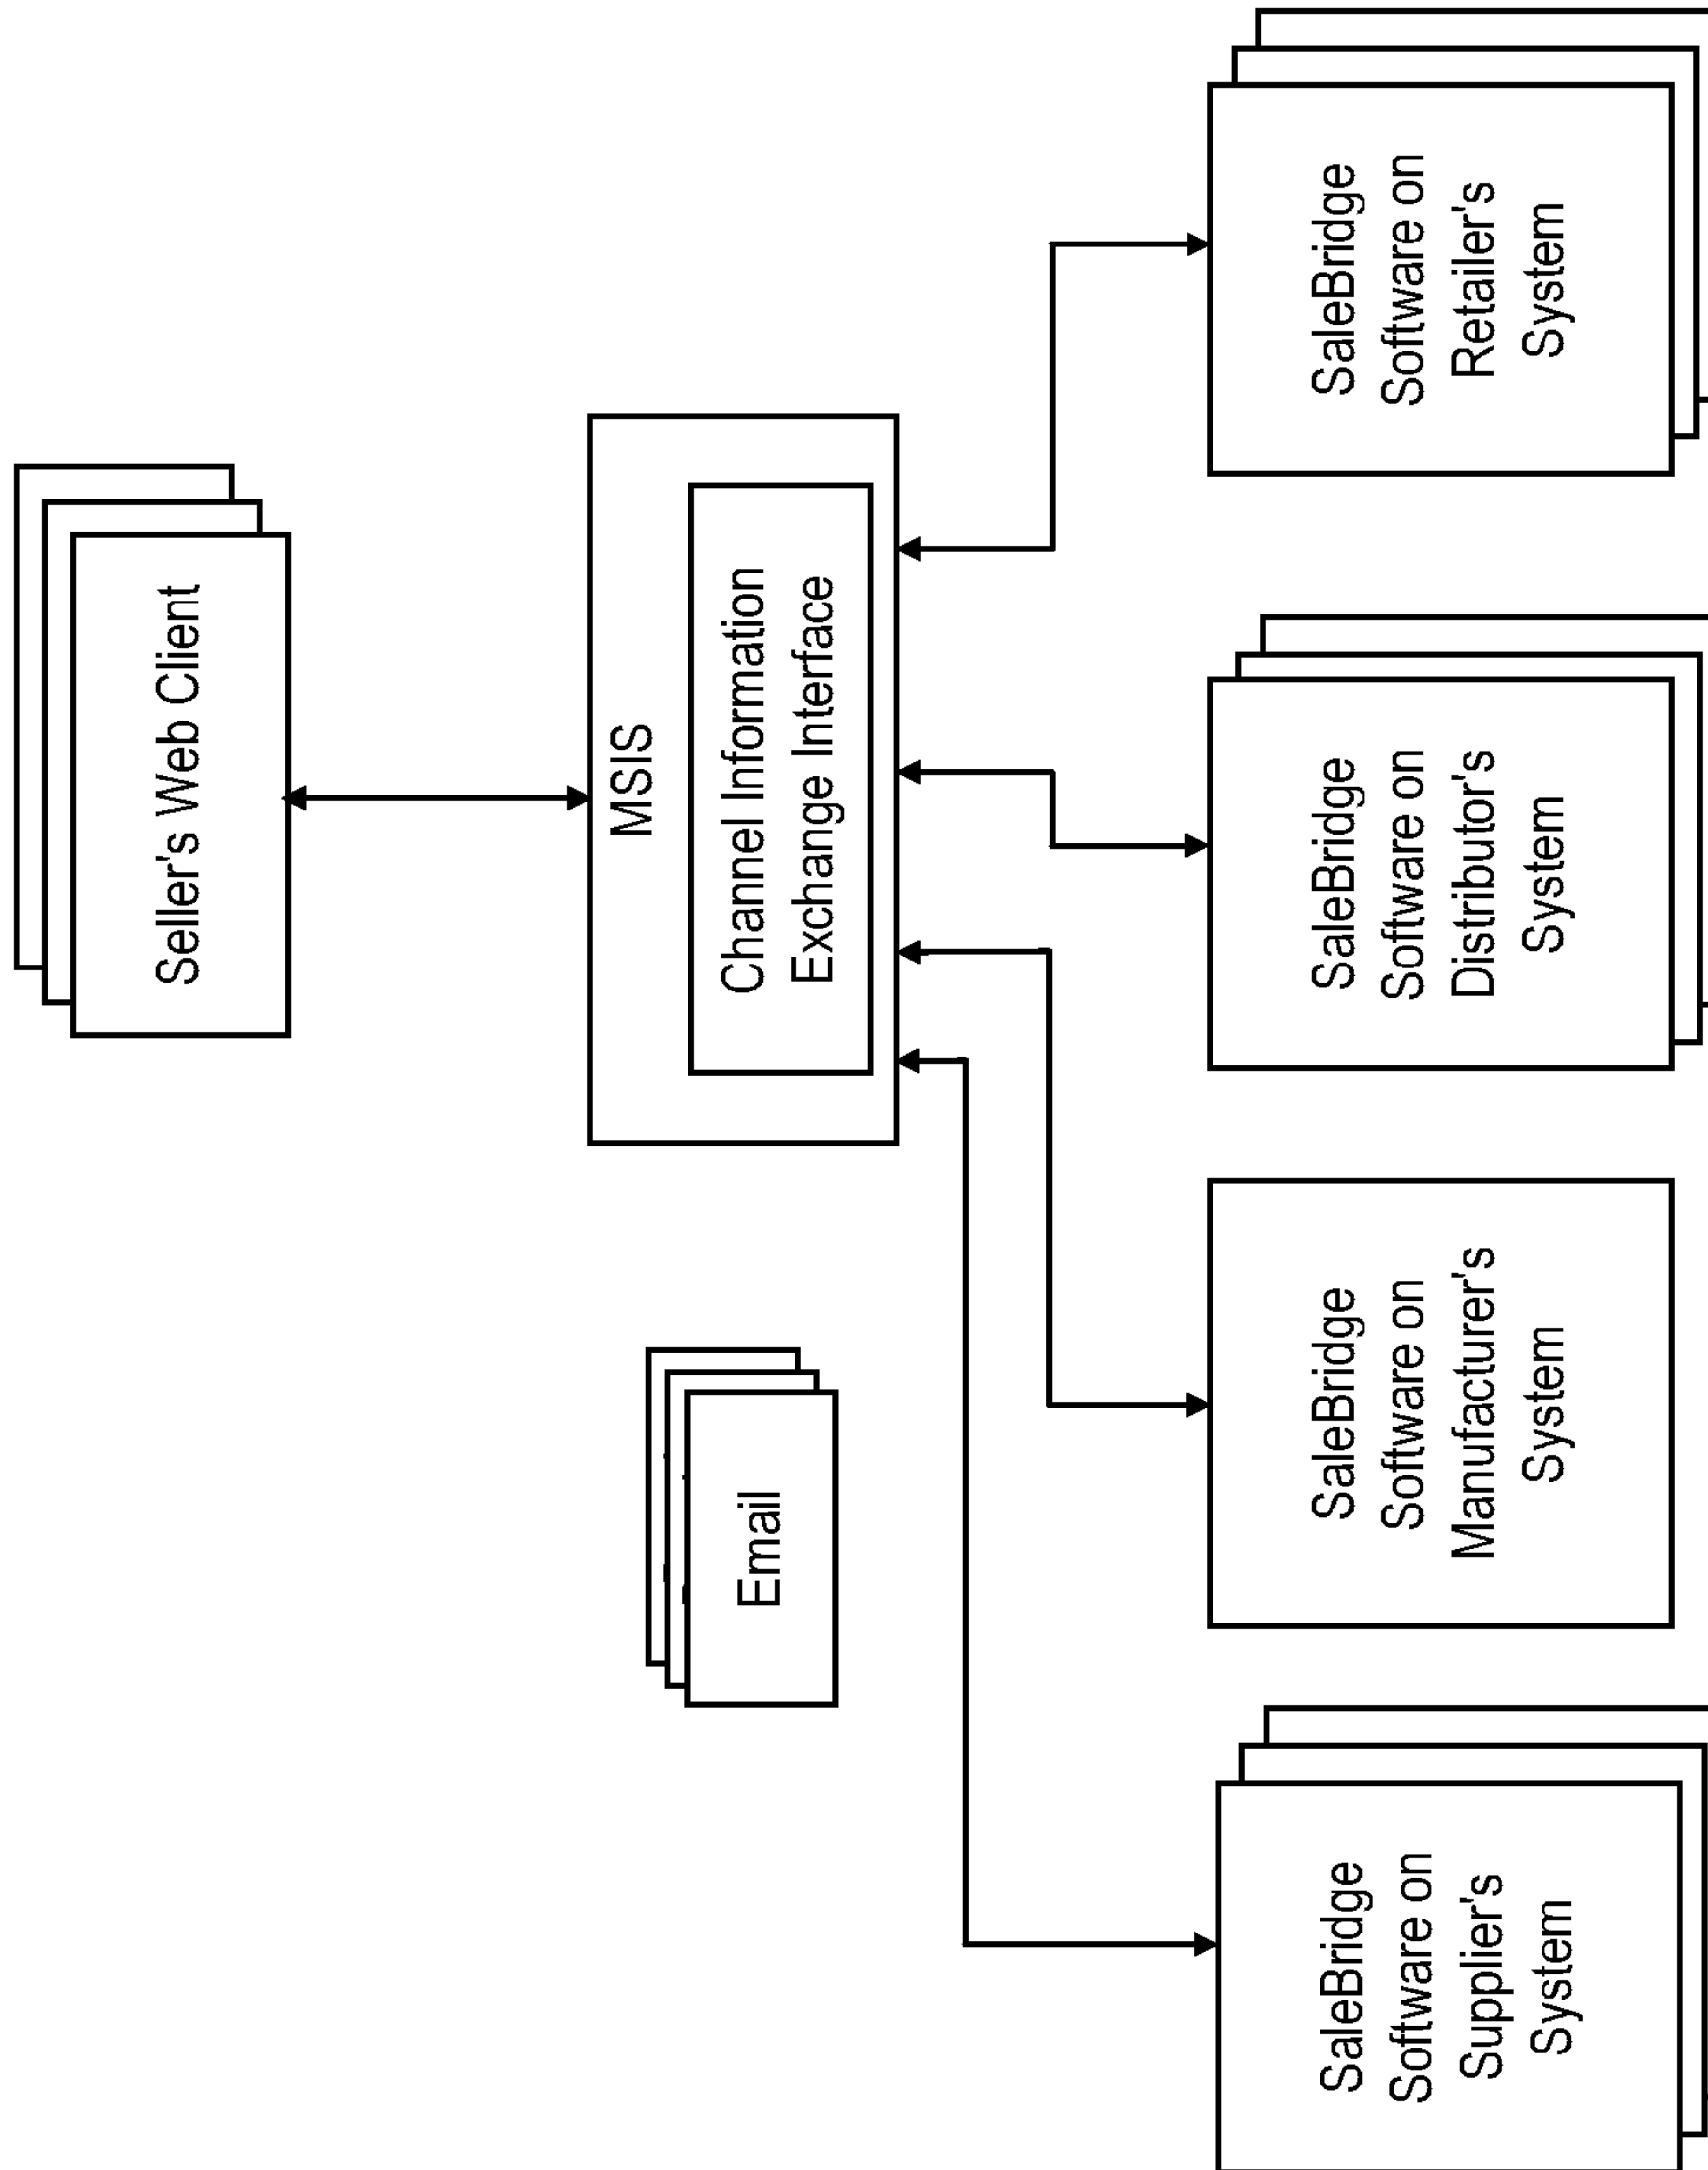 Seller's Web Client
MSIS
Channel Information
Exchange Interface
Email
SaleBridge
Software on
Supplier's
System
SaleBridge
Software on
Manufacturer's
System
SaleBridge
Software on
Distributor's
System
SaleBridge
Software on
Retailer's
System